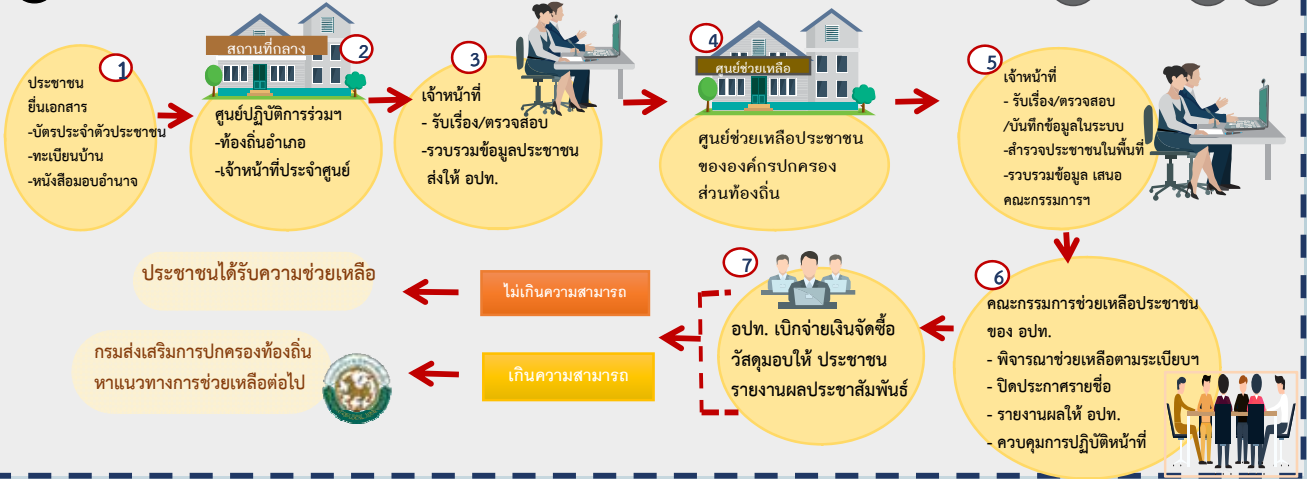 1
ประชาชน
ยื่นเอกสาร
-บัตรประจำตัวประชาชน
-ทะเบียนบ้าน
-หนังสือมอบอำนาจ
สถานที่กลาง
2
ศูนย์ปฏิบัติการร่วมฯ
-ท้องถิ่นอำเภอ
-เจ้าหน้าที่ประจำศูนย์
3
เจ้าหน้าที่
- รับเรื่อง/ตรวจสอบ
-รวบรวมข้อมูลประชาชน
ส่งให้ อปท.
4
ศูนย์ช่วยเหลือ
ศูนย์ช่วยเหลือประชาชน
ขององค์กรปกครอง
ส่วนท้องถิ่น
5
เจ้าหน้าที่
- รับเรื่อง/ตรวจสอบ
/บันทึกข้อมูลในระบบ
-สำรวจประชาชนในพื้นที่
-รวบรวมข้อมูล เสนอ
คณะกรรมการฯ
6
คณะกรรมการช่วยเหลือประชาชน
ของ อปท.
- พิจารณาช่วยเหลือตามระเบียบฯ
- ปิดประกาศรายชื่อ
- รายงานผลให้ อปท.
- ควบคุมการปฏิบัติหน้าที่
7
อปท. เบิกจ่ายเงินจัดซื้อ
วัสดุมอบให้ ประชาชน
รายงานผลประชาสัมพันธ์
ไม่เกินความสามารถ
ประชาชนได้รับความช่วยเหลือ
เกินความสามารถ
กรมส่งเสริมการปกครองท้องถิ่น
หาแนวทางการช่วยเหลือต่อไป